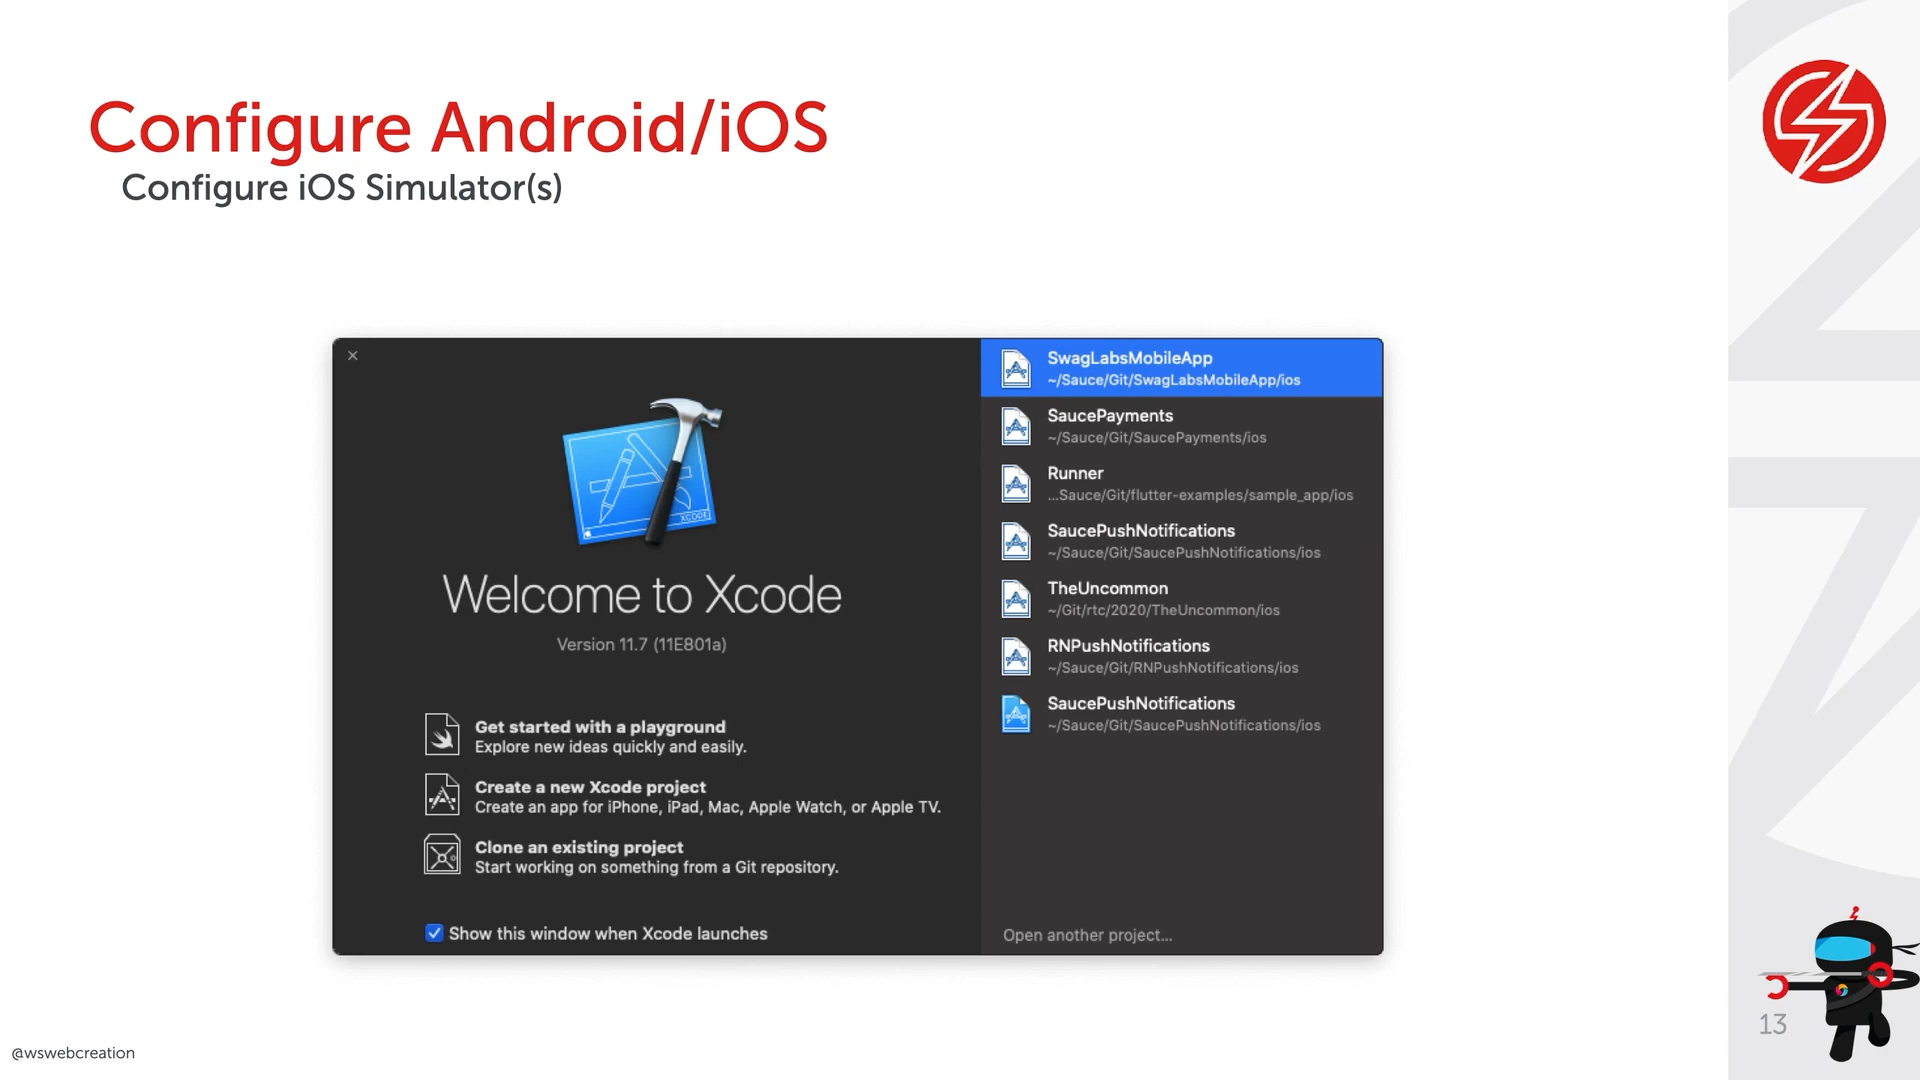 Configure Android/iOS
Configure iOS Simulator(s)
Welcome to Xcode
Version 11.7 (11E801a)
Get started with a playground
Explore new ideas quickly and easily.
Create a new Xcode project
Create an app for iPhone, iPad, Mac, Apple Watch, or Apple TV.
Clone an existing project
Start working on something from a Git repository.
Show this window when Xcode launches
SwagLabsMobileApp
~/Sauce/Git/SwagLabsMobileApp/ios
SaucePayments
~/Sauce/Git/SaucePayments/ios
Runner
...Sauce/Git/flutter-examples/sample_app/ios
SaucePushNotifications
~/Sauce/Git/SaucePushNotifications/ios
TheUncommon
~/Git/rtc/2020/TheUncommon/ios
RNPushNotifications
~/Sauce/Git/RNPushNotifications/ios
SaucePushNotifications
~/Sauce/Git/SaucePushNotifications/ios
Open another project...
XCODE
13
@wswebcreation